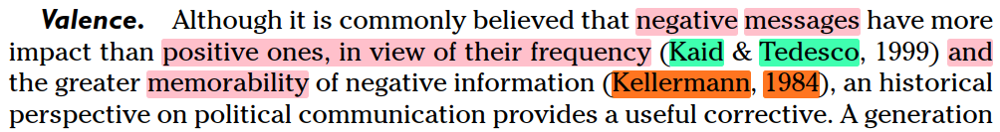 Valence. Although it is commonly believed that negative messages have more
impact than positive ones, in view of their frequency (Kaid & Tedesco, 1999) and
the greater memorability of negative information (Kellermann, 1984), an historical
perspective on political communication provides a useful corrective. A generation